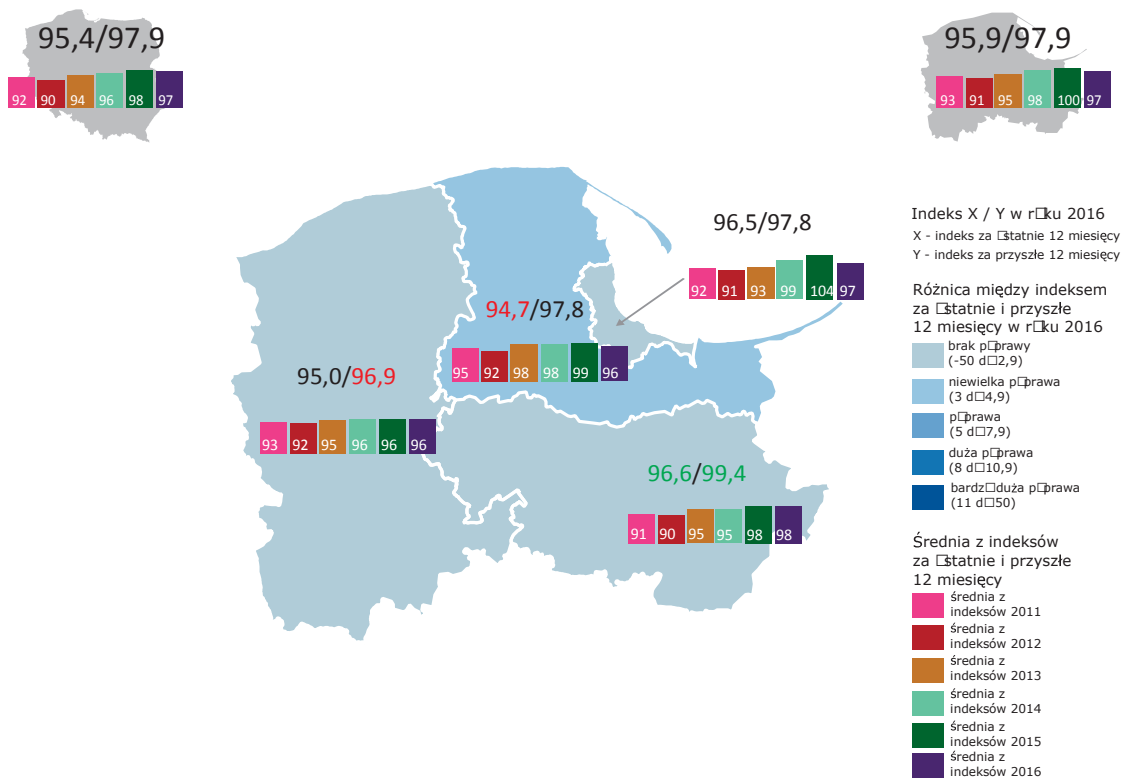 95,4/97,9
92 90 94 96 98 97
95,9/97,9
93 91 95 98 100 97
96,5/97,8
92 91 93 99 104 97
94,7/97,8
95 92 98 98 99 96
95,0/96,9
93 92 95 96 96 96
96,6/99,4
91 90 95 95 98 98
Indeks X / Y w r□ku 2016
X - indeks za □statnie 12 miesięcy
Y - indeks za przyszłe 12 miesięcy
Różnica między indeksem
za □statnie i przyszłe
12 miesięcy w r□ku 2016
brak p□prawy
(-50 d□2,9)
niewielka p□prawa
(3 d□4,9)
p□prawa
(5 d□7,9)
duża p□prawa
(8 d□10,9)
bardz□duża p□prawa
(11 d□50)
Średnia z indeksów
za □statnie i przyszłe
12 miesięcy
średnia z
indeksów 2011
średnia z
indeksów 2012
średnia z
indeksów 2013
średnia z
indeksów 2014
średnia z
indeksów 2015
średnia z
indeksów 2016